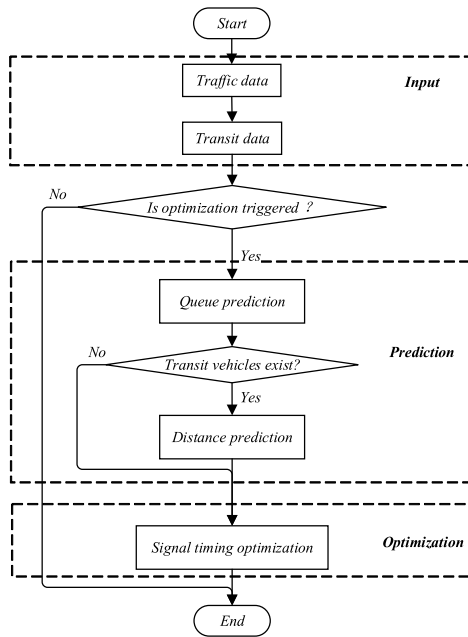 Start
Traffic data
Input
Transit data
No
Is optimization triggered ?
Yes
Queue prediction
No
Transit vehicles exist?
Prediction
Yes
Distance prediction
Signal timing optimization
Optimization
End